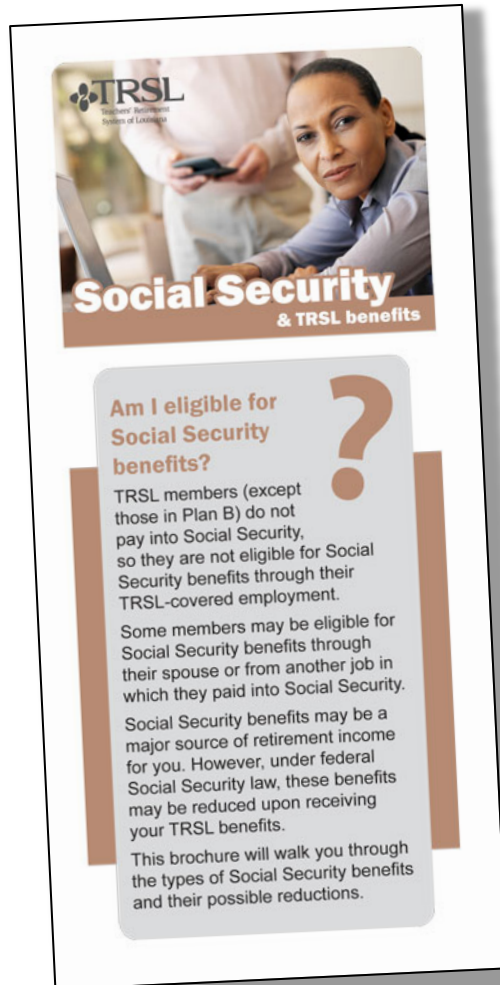 TRSL
Teachers' Retirement
System of Louisiana
Social Security
& TRSL benefits
Am I eligible for
Social Security
benefits?
?
TRSL members (except
those in Plan B) do not
pay into Social Security,
so they are not eligible for Social
Security benefits through their
TRSL-covered employment.
Some members may be eligible for
Social Security benefits through
their spouse or from another job in
which they paid into Social Security.
Social Security benefits may be a
major source of retirement income
for you. However, under federal
Social Security law, these benefits
may be reduced upon receiving
your TRSL benefits.
This brochure will walk you through
the types of Social Security benefits
and their possible reductions.